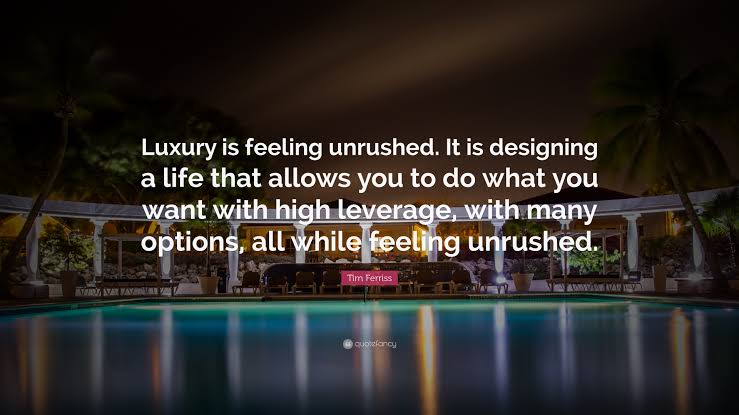 Luxury is feeling unrushed. It is designing
a life that allows you to do what you
want with high leverage, with many
options, all while feeling unrushed.
Tim Ferriss
quotefancy